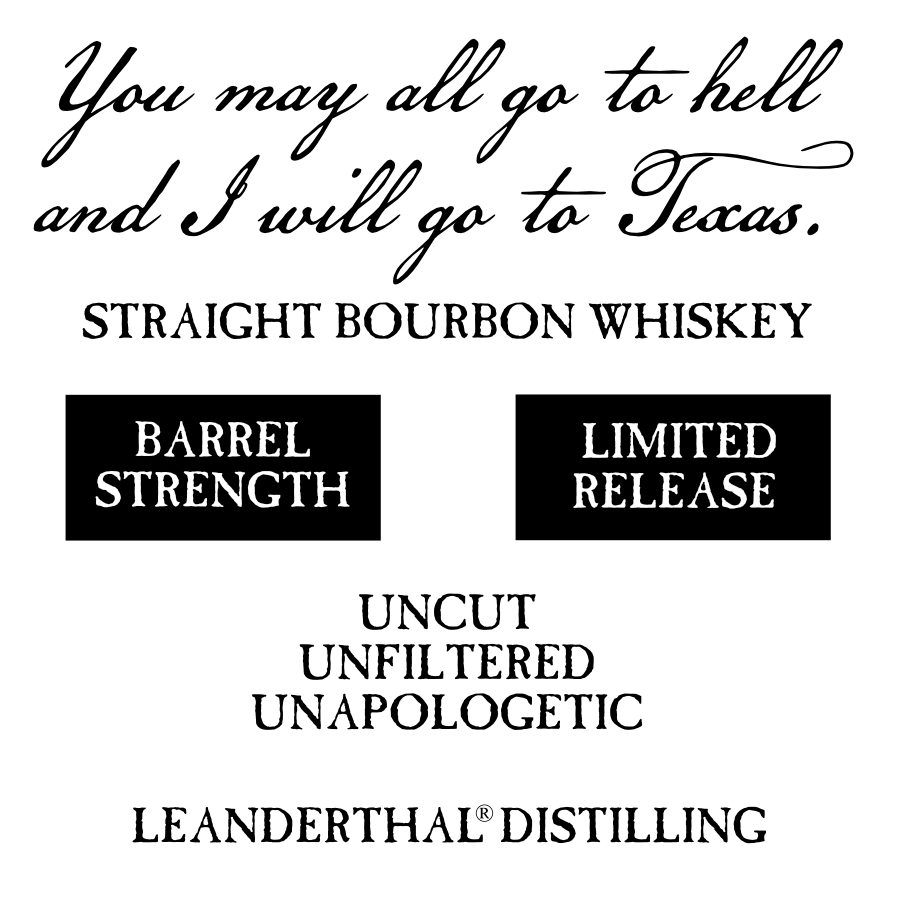 You may all go to hell
and I will go to Texas.
STRAIGHT BOURBON WHISKEY
BARREL
STRENGTH
LIMITED
RELEASE
UNCUT
UNFILTERED
UNAPOLOGETIC
LEANDERTHAL® DISTILLING